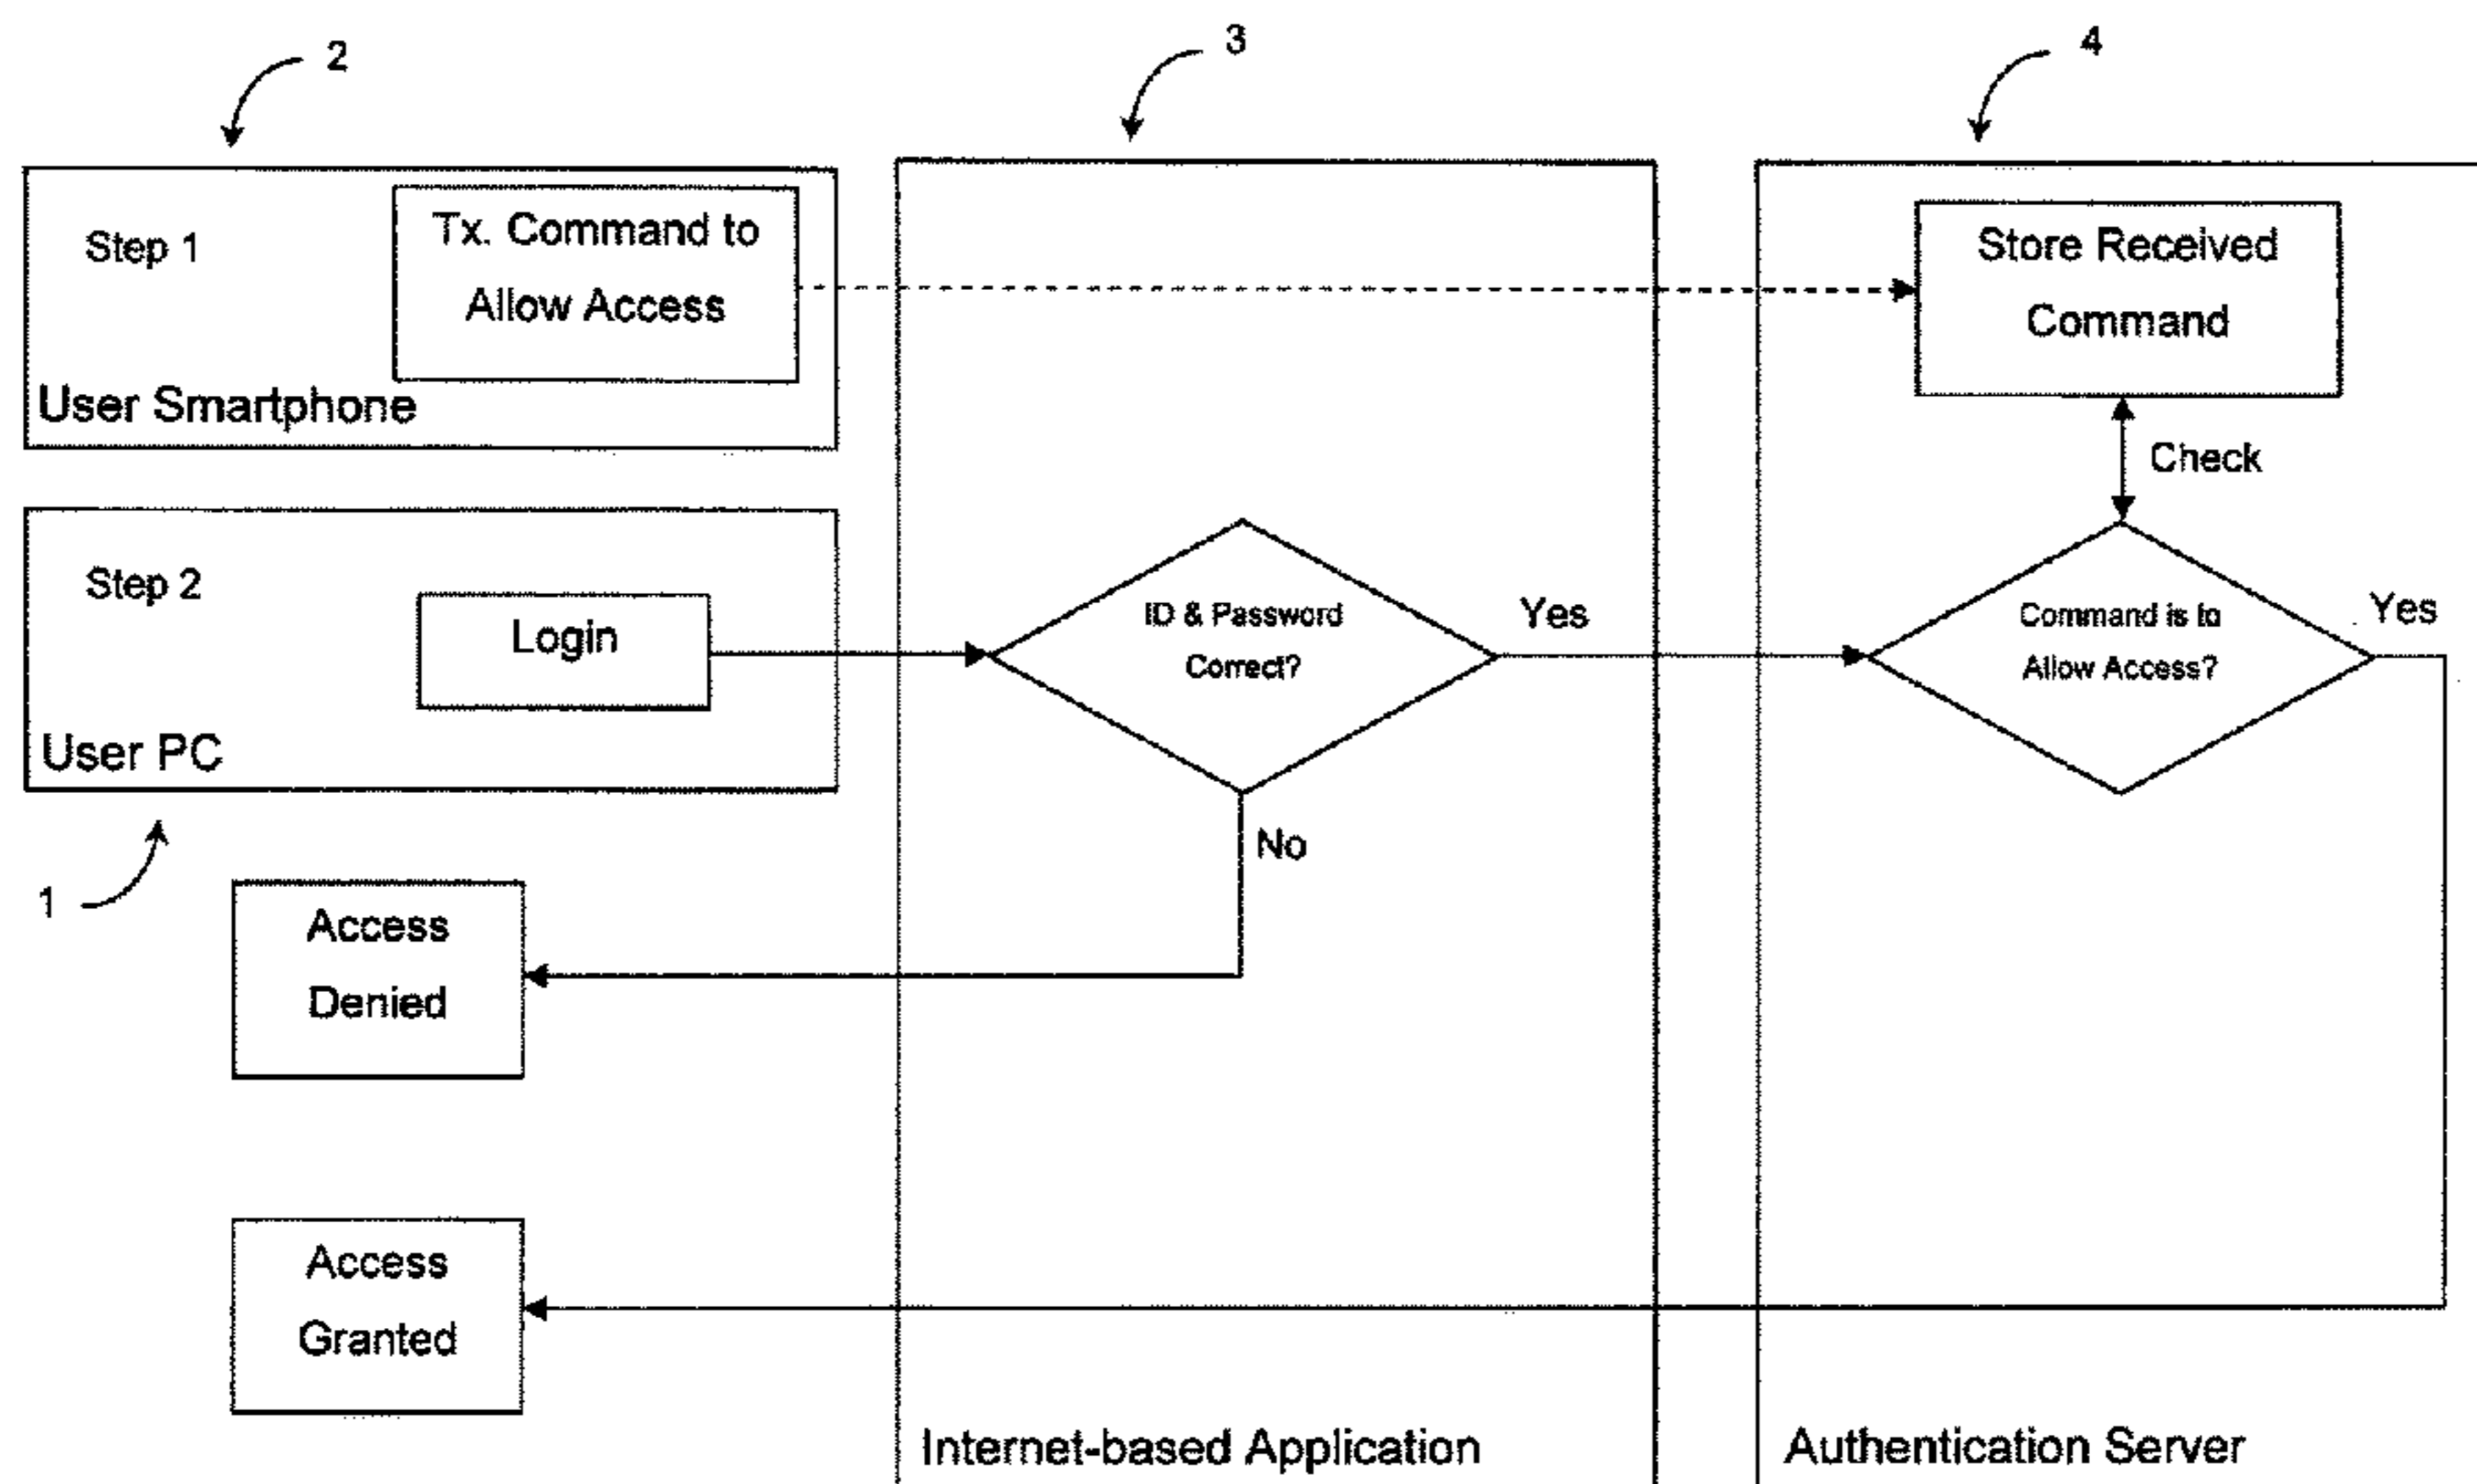 2
3
4
Step 1
Tx. Command to
Allow Access
User Smartphone
Store Received
Command
Check
Step 2
Login
User PC
1
ID & Password
Correct?
Yes
No
Command is to
Allow Access?
Yes
Access
Denied
Access
Granted
Internet-based Application
Authentication Server